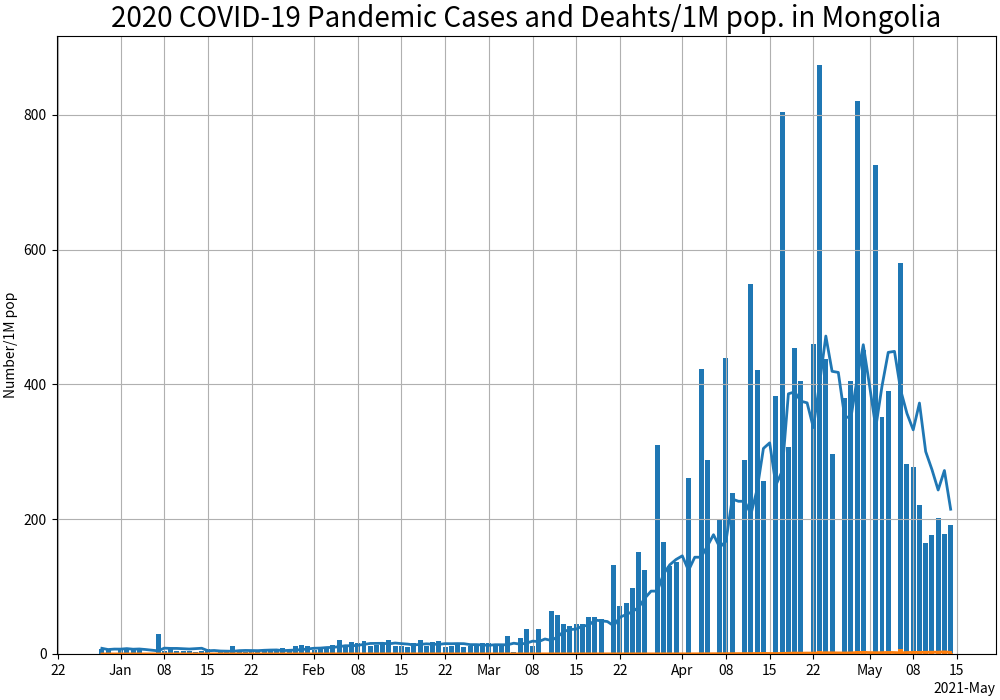 2020 COVID-19 Pandemic Cases and Deahts/1M pop. in Mongolia
Number/1M pop
800
600
400
200
0
22 Jan 08 15 22 Feb 08 15 22 Mar 08 15 22 Apr 08 15 22 May 08 15
2021-May